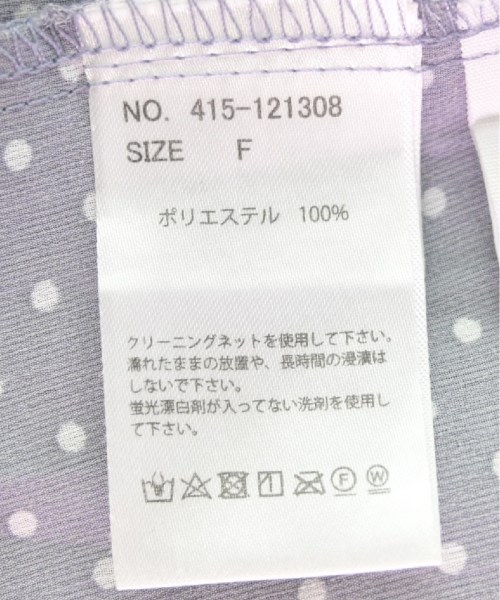 NO. 415-121308
SIZE F
ポリエステル 100%
クリーニングネットを使用して下さい。
濡れたままの放置や、長時間の浸漬は
しないで下さい。
蛍光漂白剤が入ってない洗剤を使用し
て下さい。
F W